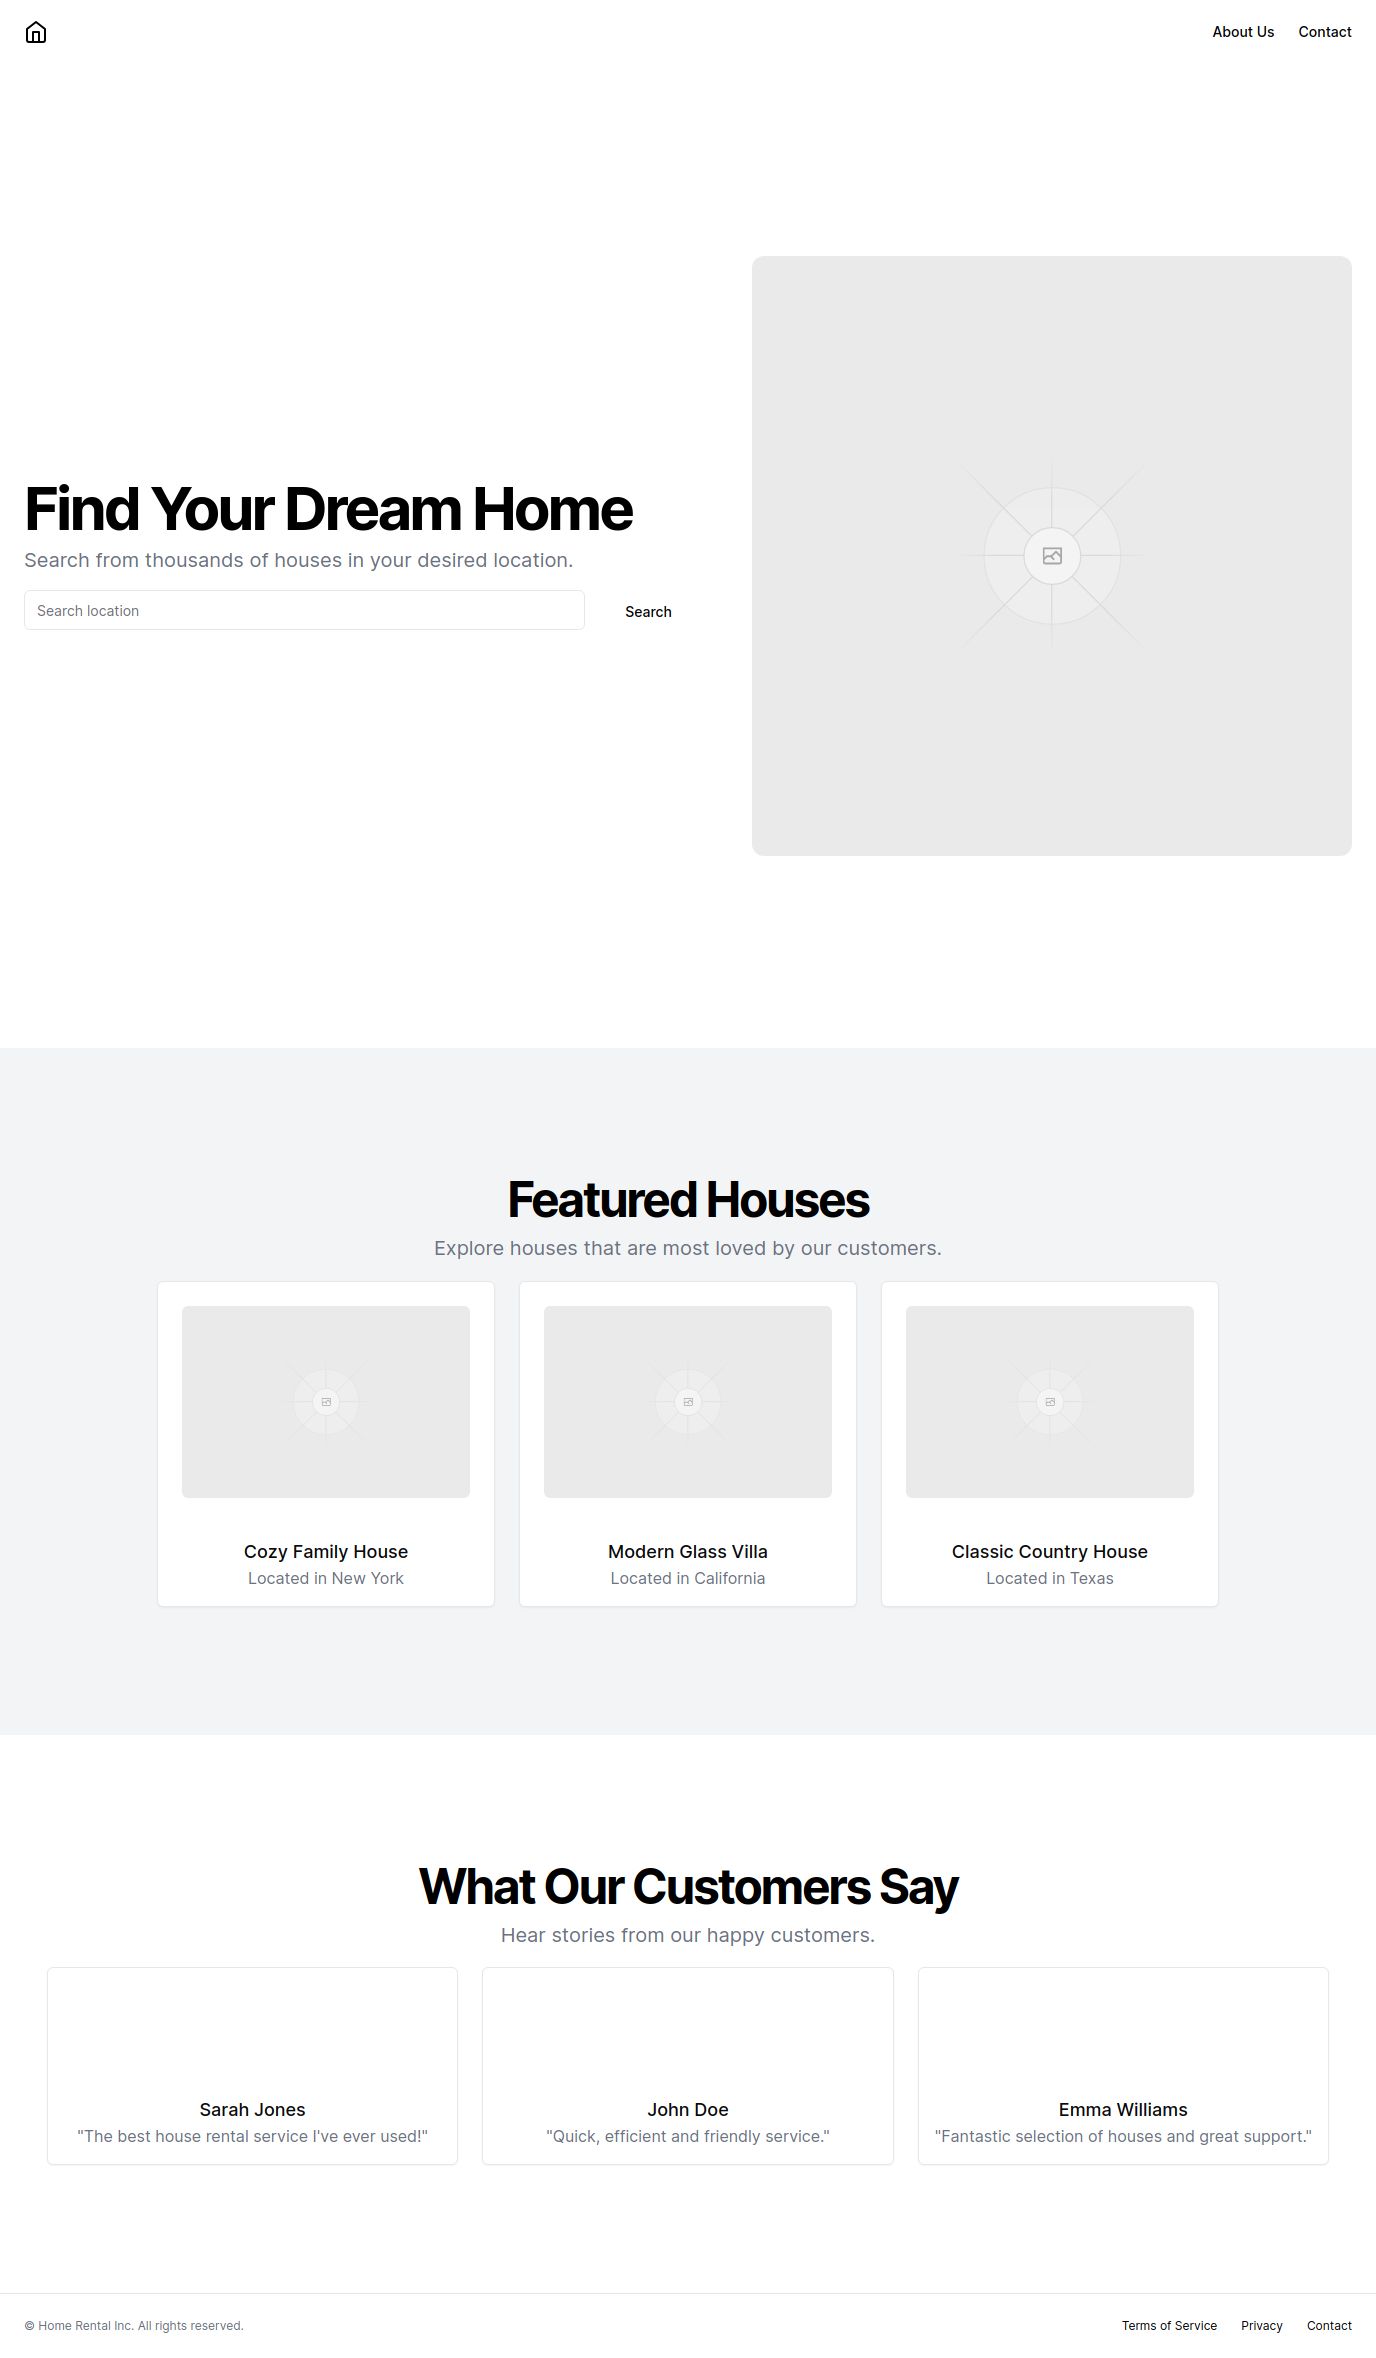 About Us
Contact
Find Your Dream Home
Search from thousands of houses in your desired location.
Search location
Search
Featured Houses
Explore houses that are most loved by our customers.
Cozy Family House
Located in New York
Modern Glass Villa
Located in California
Classic Country House
Located in Texas
What Our Customers Say
Hear stories from our happy customers.
Sarah Jones
"The best house rental service I've ever used!"
John Doe
"Quick, efficient and friendly service."
Emma Williams
"Fantastic selection of houses and great support."
© Home Rental Inc. All rights reserved.
Terms of Service
Privacy
Contact